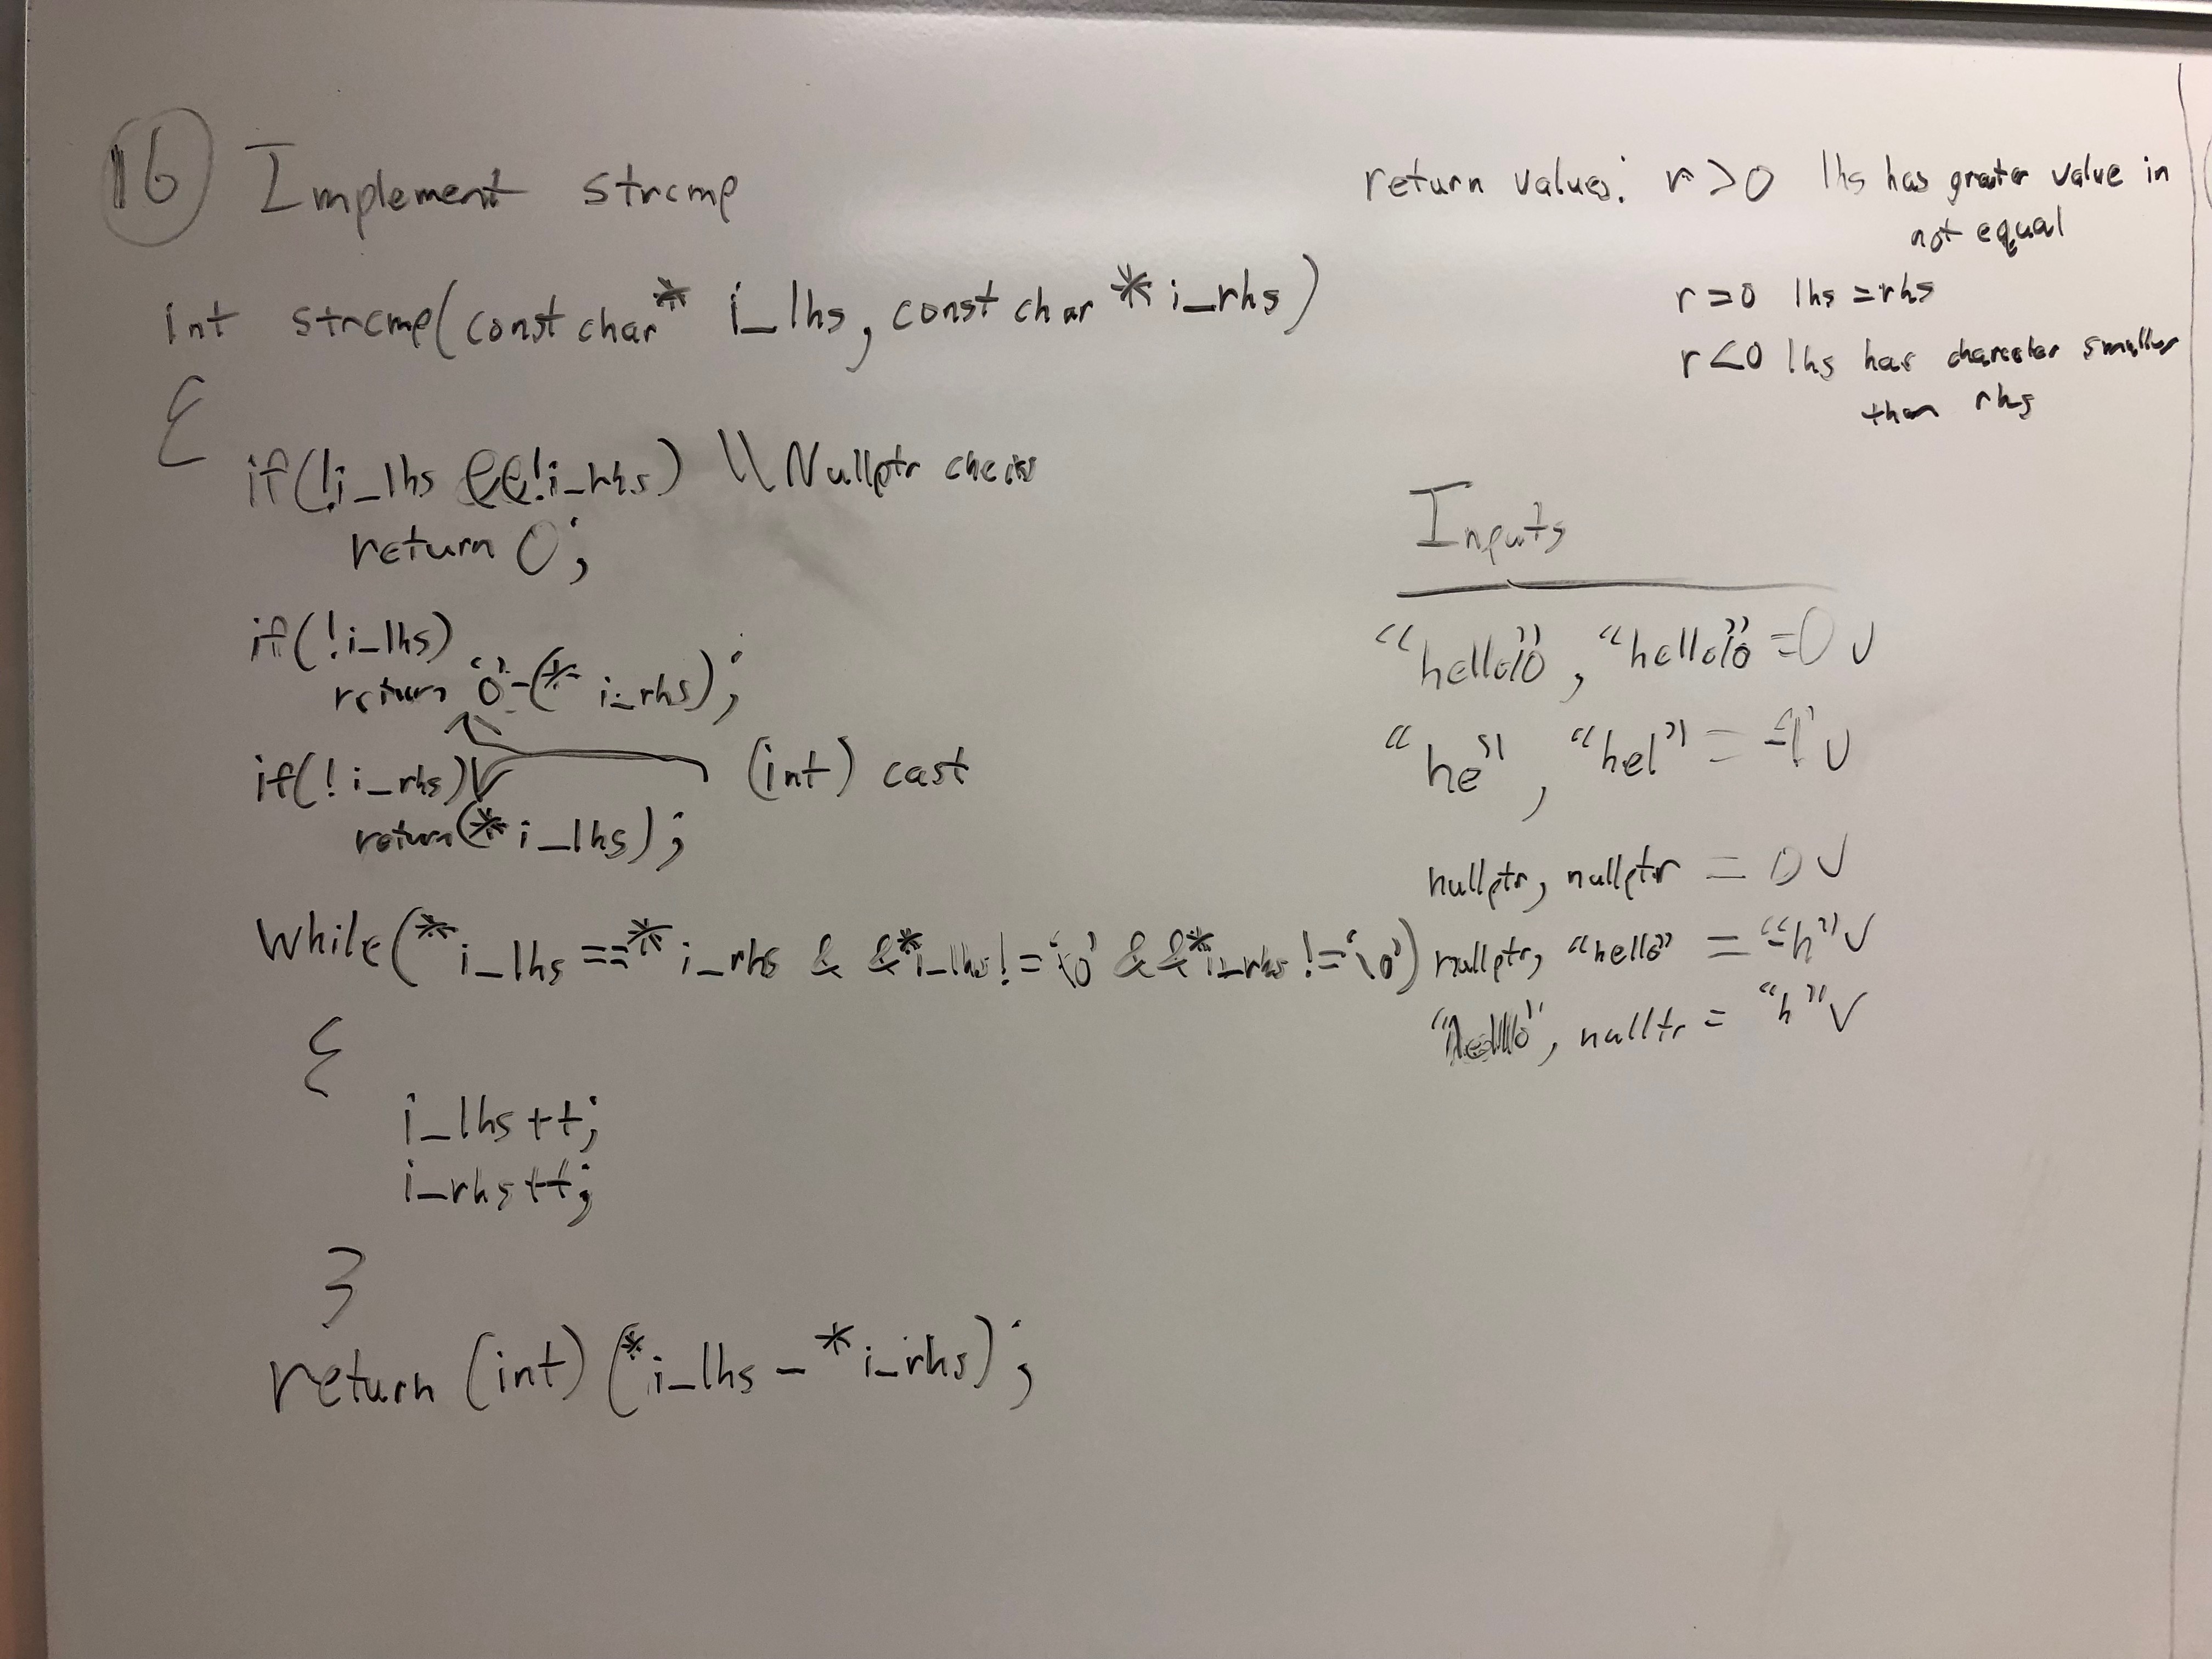 16 Implement strcmp
int strcmp(const char* i_lhs, const char *i_rhs)
{
if(!i_lhs &&!i_rhs) \\Nullptr check
return 0;
if(!i_lhs)
return '0'-(* i_rhs);
if(! i_rhs) (int) cast
return(*i_lhs);
while(*i_lhs ==*i_rhs & &*i_lhs!='\0' &&*i_rhs !='\0')
{
i_lhs++;
i_rhs++;
}
return (int) (*i_lhs - *i_rhs);
return values: r >0 lhs has greater value in
not equal
r =0 lhs =rhs
r <0 lhs has character smaller
than rhs
Inputs
"hello\0", "hello\0" =0 ✓
"he", "hel" = -'l' ✓
nullptr, nullptr = 0 ✓
nullptr, "hello" = "-h" ✓
"hello", nulltr = "h" ✓